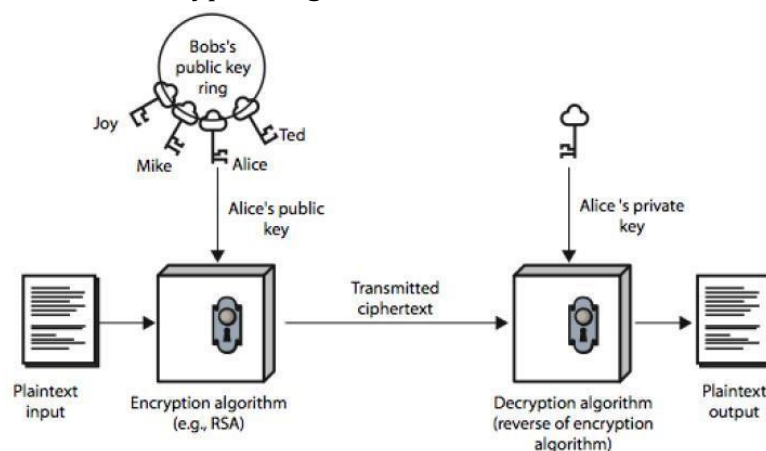 Bobs's
public key
ring
Joy
Mike
Alice
Ted
Alice's public
key
Alice 's private
key
Transmitted
ciphertext
Plaintext
input
Encryption algorithm
(e.g., RSA)
Decryption algorithm
(reverse of encryption
algorithm)
Plaintext
output